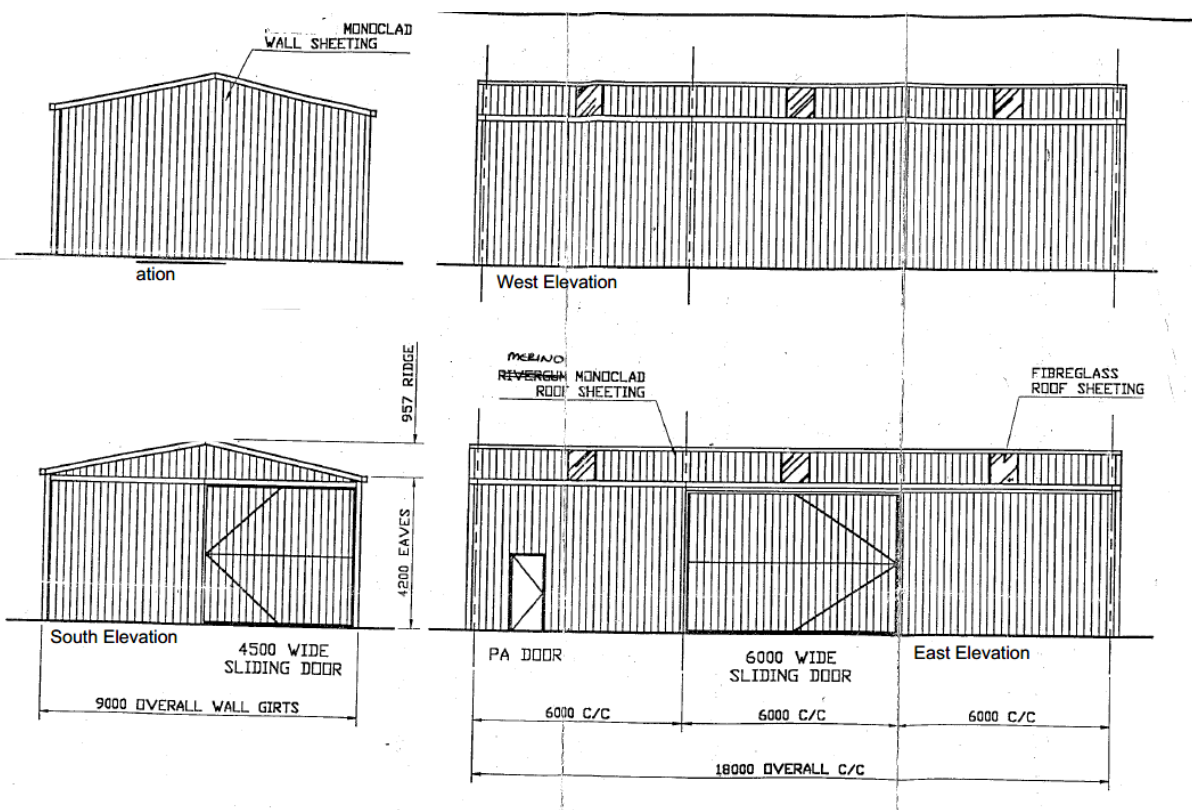 MONOCLAD
WALL SHEETING
ation
West Elevation
957 RIDGE
4200 EAVES
MERINO
RIVERGUM MONOCLAD
ROOF SHEETING
FIBREGLASS
ROOF SHEETING
South Elevation
4500 WIDE
SLIDING DOOR
9000 OVERALL WALL GIRTS
PA DOOR
6000 WIDE
SLIDING DOOR
East Elevation
6000 C/C
6000 C/C
6000 C/C
18000 OVERALL C/C